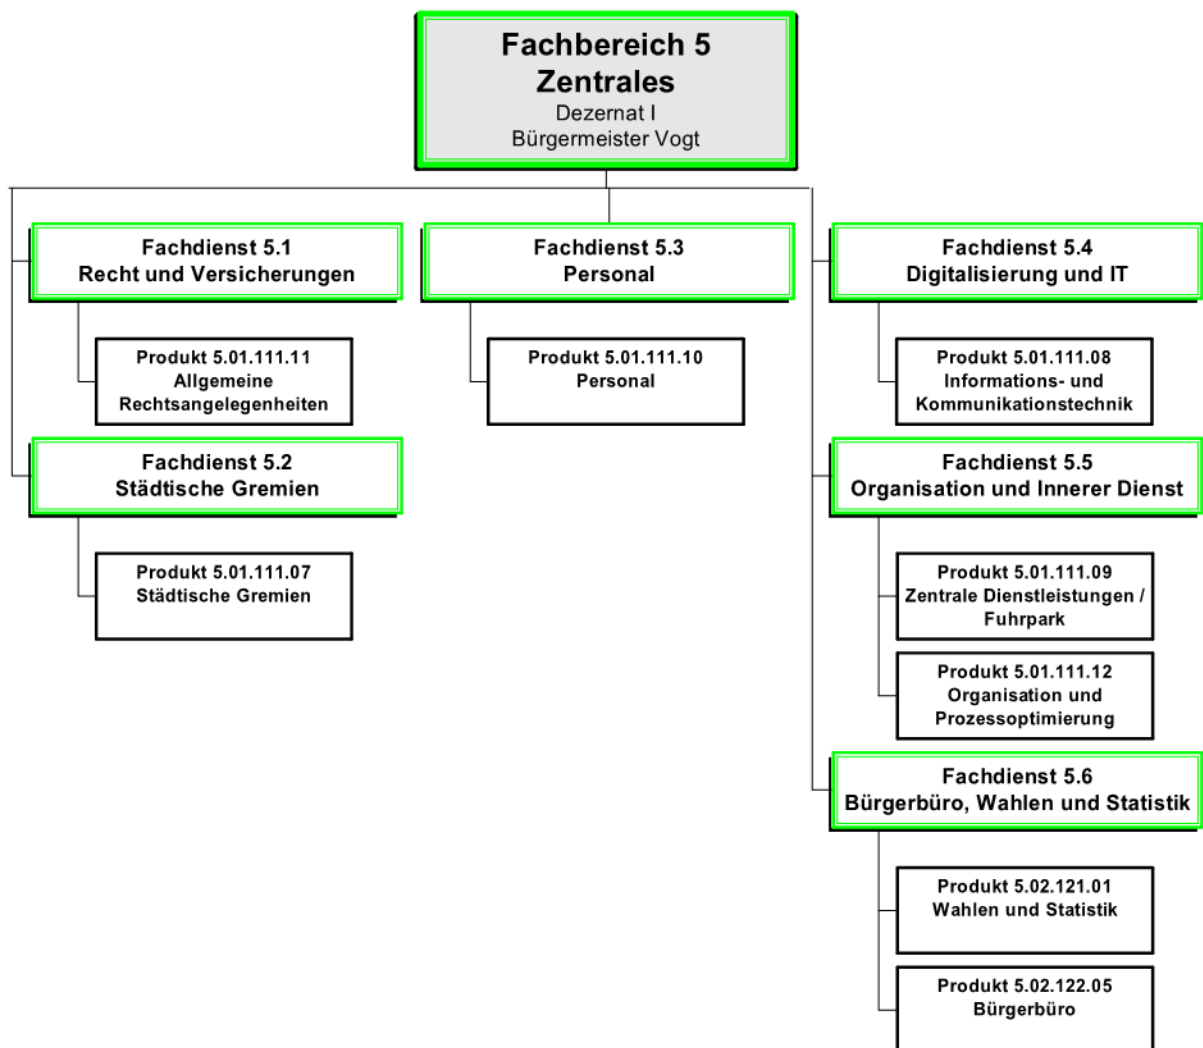 Fachbereich 5
Zentrales
Dezernat I
Bürgermeister Vogt
Fachdienst 5.1
Recht und Versicherungen
Produkt 5.01.111.11
Allgemeine
Rechtsangelegenheiten
Fachdienst 5.2
Städtische Gremien
Produkt 5.01.111.07
Städtische Gremien
Fachdienst 5.3
Personal
Produkt 5.01.111.10
Personal
Fachdienst 5.4
Digitalisierung und IT
Produkt 5.01.111.08
Informations- und
Kommunikationstechnik
Fachdienst 5.5
Organisation und Innerer Dienst
Produkt 5.01.111.09
Zentrale Dienstleistungen /
Fuhrpark
Produkt 5.01.111.12
Organisation und
Prozessoptimierung
Fachdienst 5.6
Bürgerbüro, Wahlen und Statistik
Produkt 5.02.121.01
Wahlen und Statistik
Produkt 5.02.122.05
Bürgerbüro